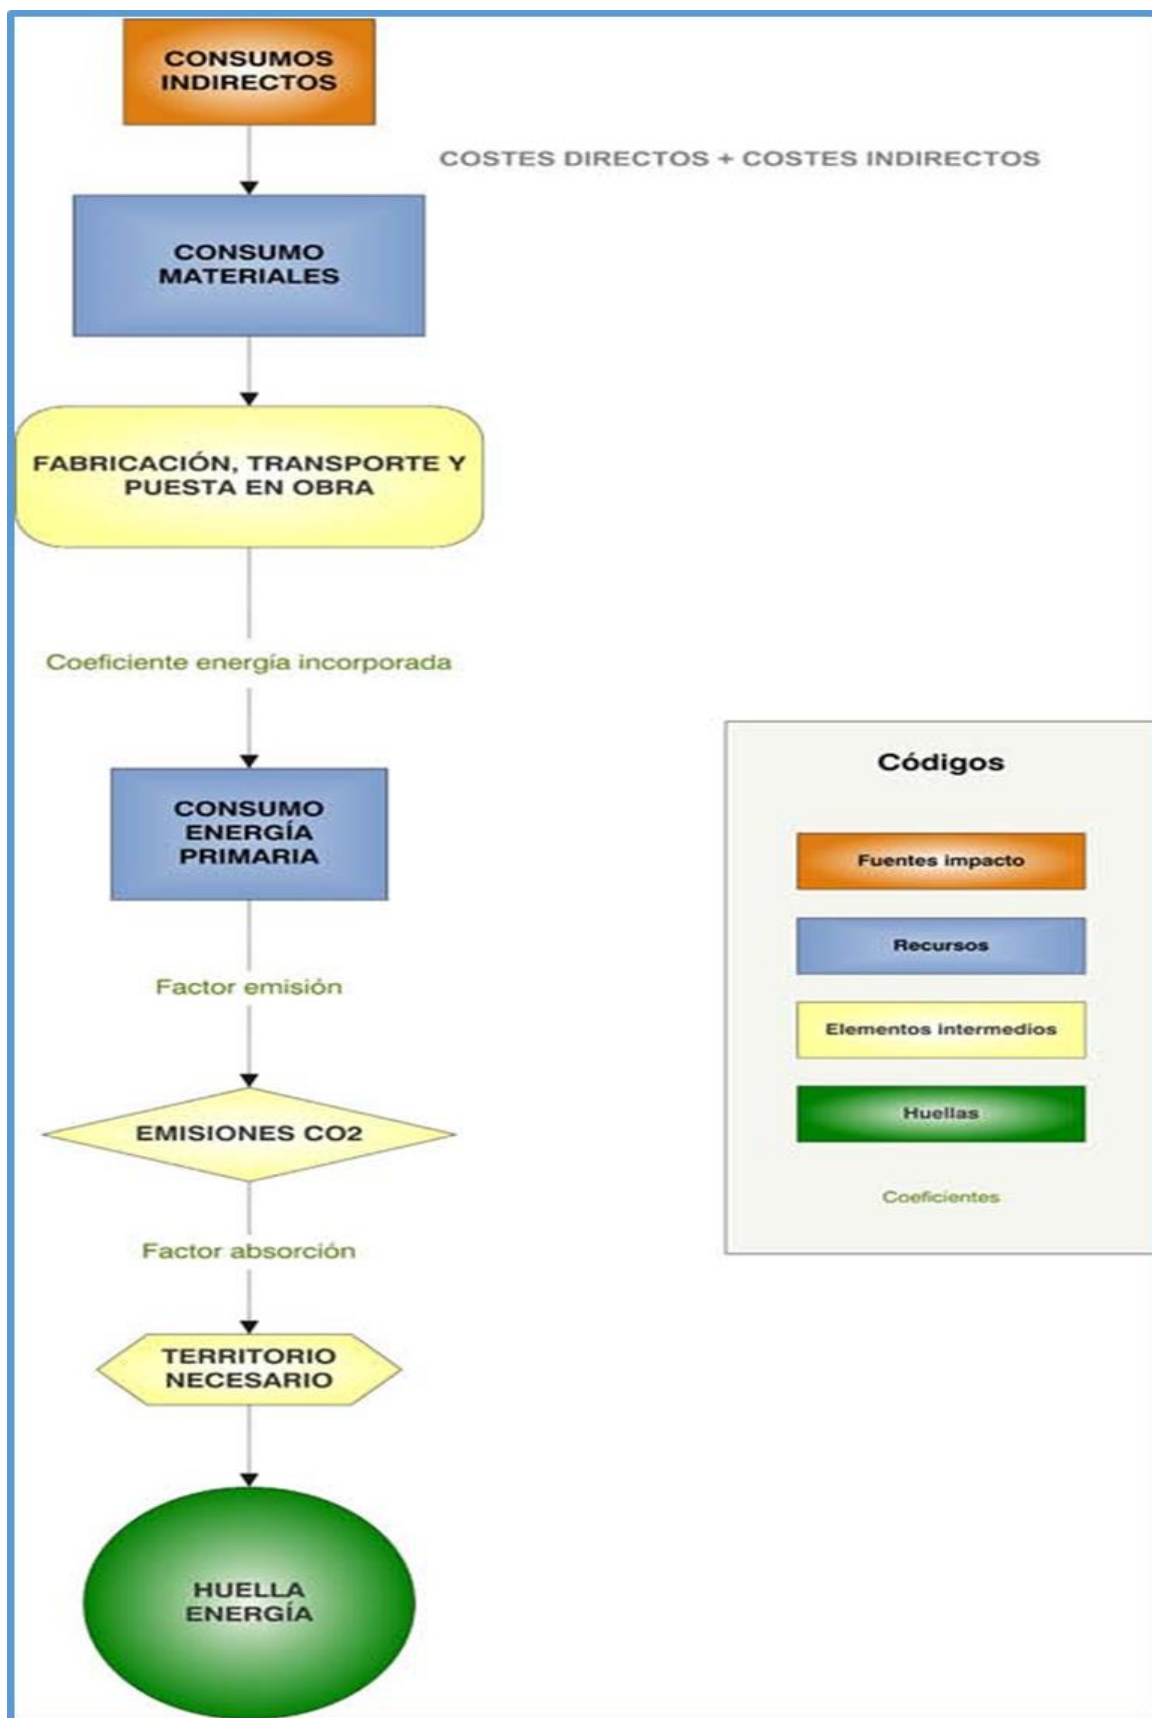 CONSUMOS
INDIRECTOS
COSTES DIRECTOS + COSTES INDIRECTOS
CONSUMO
MATERIALES
FABRICACIÓN, TRANSPORTE Y
PUESTA EN OBRA
Coeficiente energía incorporada
CONSUMO
ENERGÍA
PRIMARIA
Factor emisión
EMISIONES CO2
Factor absorción
TERRITORIO
NECESARIO
HUELLA
ENERGÍA
Códigos
Fuentes impacto
Recursos
Elementos intermedios
Huellas
Coeficientes